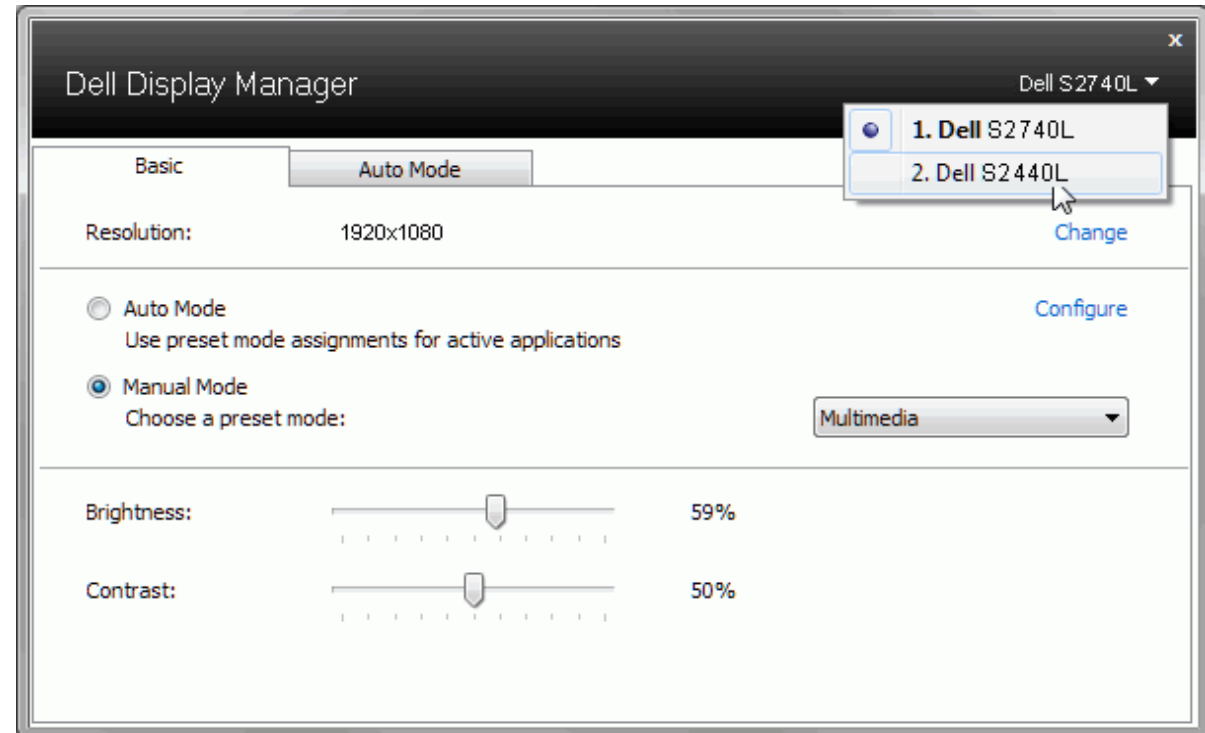 x
Dell Display Manager
Dell S2740L
1. Dell S2740L
2. Dell S2440L
Basic
Auto Mode
Resolution:
1920x1080
Change
Auto Mode
Configure
Use preset mode assignments for active applications
Manual Mode
Choose a preset mode:
Multimedia
Brightness:
59%
Contrast:
50%